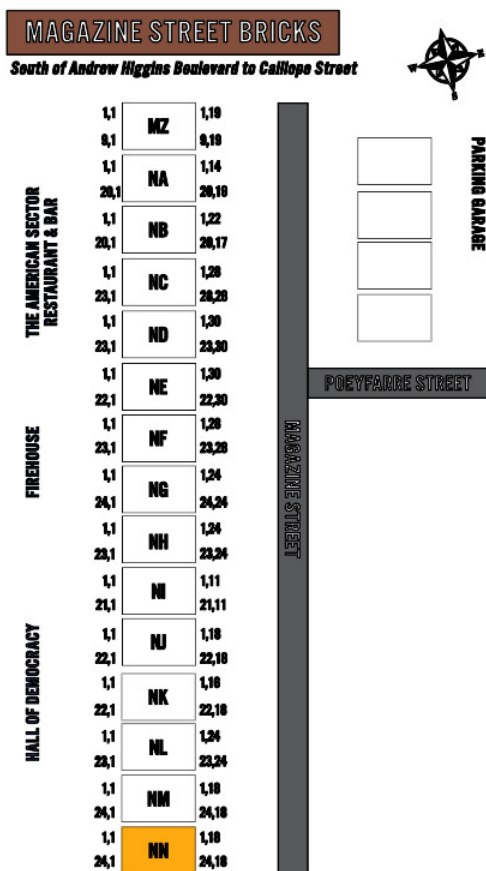 MAGAZINE STREET BRICKS
South of Andrew Higgins Boulevard to Calliope Street
N
E
S
W
1,1 MZ 1,19
9,1 9,19
1,1 NA 1,14
20,1
1,1 NB 1,22
20,1 20,17
1,1 NC 1,28
23,1
1,1 ND 1,30
23,1 23,30
1,1 NE 1,30
22,1 22,30
1,1 NF 1,28
23,1 23,28
1,1 NG 1,24
24,1 24,24
1,1 NH 1,24
23,1 23,24
1,1 NI 1,11
21,1 21,11
1,1 NJ 1,18
22,1 22,18
1,1 NK 1,18
22,1 22,18
1,1 NL 1,24
23,1 23,24
1,1 NM 1,18
24,1 24,18
1,1 NN 1,18
24,1 24,18
THE AMERICAN SECTOR
RESTAURANT & BAR
FIREHOUSE
HALL OF DEMOCRACY
MAGAZINE STREET
POEYFARRE STREET
PARKING GARAGE